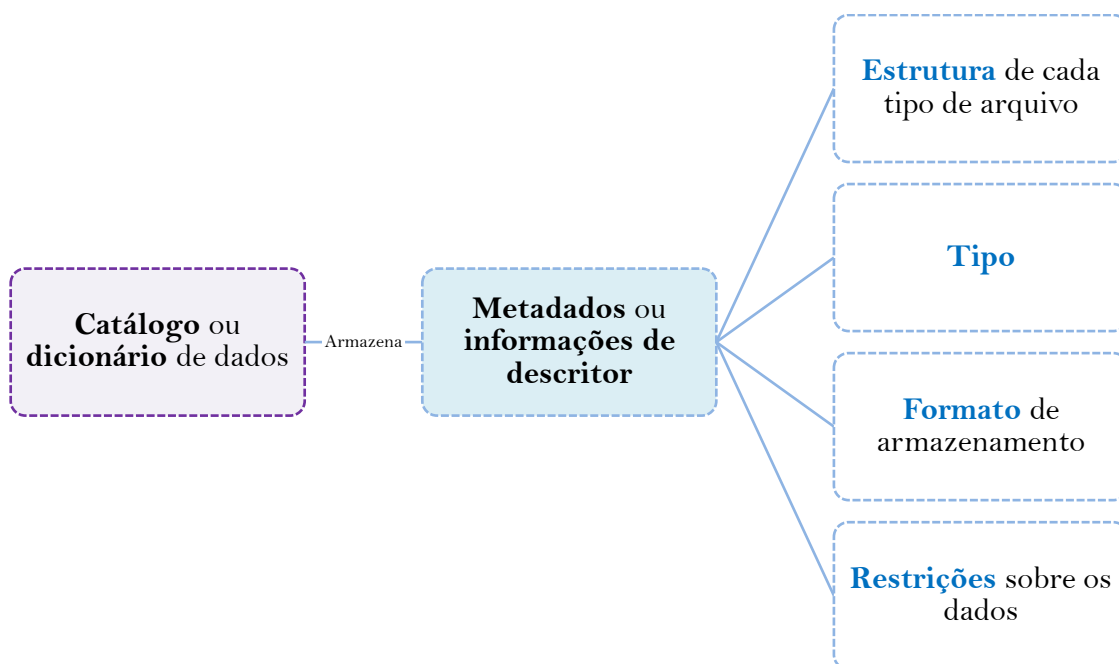 Catálogo ou
dicionário de dados
Armazena
Metadados ou
informações de
descritor
Estrutura de cada
tipo de arquivo
Tipo
Formato de
armazenamento
Restrições sobre os
dados